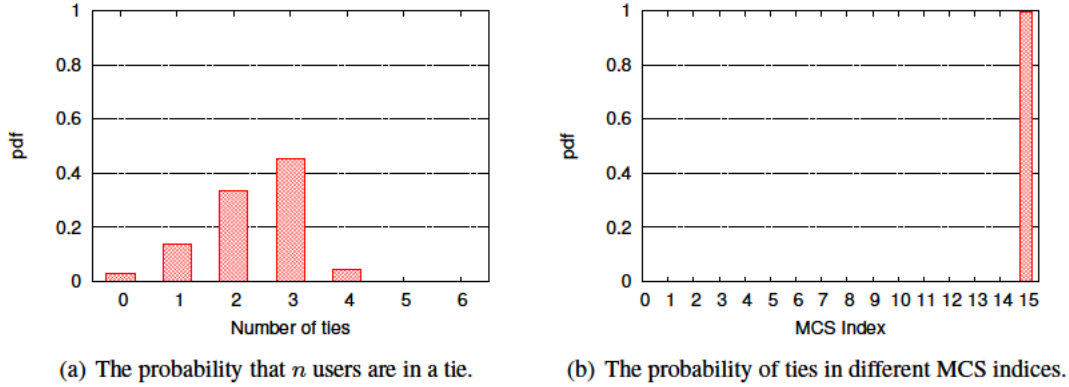 1
0.8
0.6
0.4
0.2
0
pdf
0 1 2 3 4 5 6
Number of ties
(a) The probability that n users are in a tie.
1
0.8
0.6
0.4
0.2
0
pdf
0 1 2 3 4 5 6 7 8 9 10 11 12 13 14 15
MCS Index
(b) The probability of ties in different MCS indices.